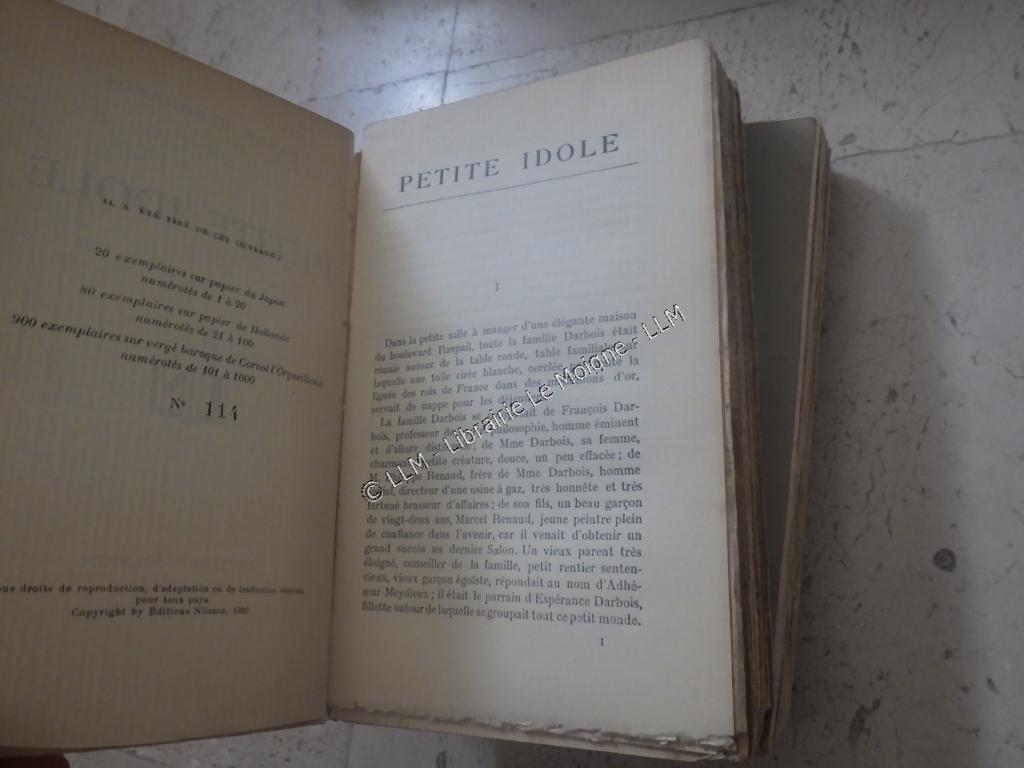 IL A ÉTÉ TIRÉ DE CET OUVRAGE :
20 exemplaires sur papier du Japon
numérotés de 1 à 20
80 exemplaires sur papier de Hollande
numérotés de 21 à 100
900 exemplaires sur vergé baroque de Corvol l'Orgueilleux
numérotés de 101 à 1000
No 114
ous droits de reproduction, d'adaptation ou de traduction réservés
pour tous pays.
Copyright by Éditions Nilsson,
PETITE IDOLE
I
Dans la petite salle à manger d'une élégante maison
du boulevard Raspail, toute la famille Darbois était
réunie autour de la table ronde, table familiale
laquelle une toile cirée blanche, cerclée la
lignée des rois de France dans des d'or,
servait de nappe pour les
La famille Darbois se de François Dar-
bois, professeur de philosophie, homme éminent
et d'allure de Mme Darbois, sa femme,
créature, douce, un peu effacée ; de
M. Renaud, frère de Mme Darbois, homme
directeur d'une usine à gaz, très honnête et très
fortuné brasseur d'affaires ; de son fils, un beau garçon
de vingt-deux ans, Marcel Renaud, jeune peintre plein
de confiance dans l'avenir, car il venait d'obtenir un
grand succès au dernier Salon. Un vieux parent très
éloigné, conseiller de la famille, petit rentier senten-
cieux, vieux garçon égoïste, répondait au nom d'Adhé-
mar Meydieux ; il était le parrain d'Espérance Darbois,
fillette autour de laquelle se groupait tout ce petit monde.
1
© LLM - Librairie Le Moigne - LLM